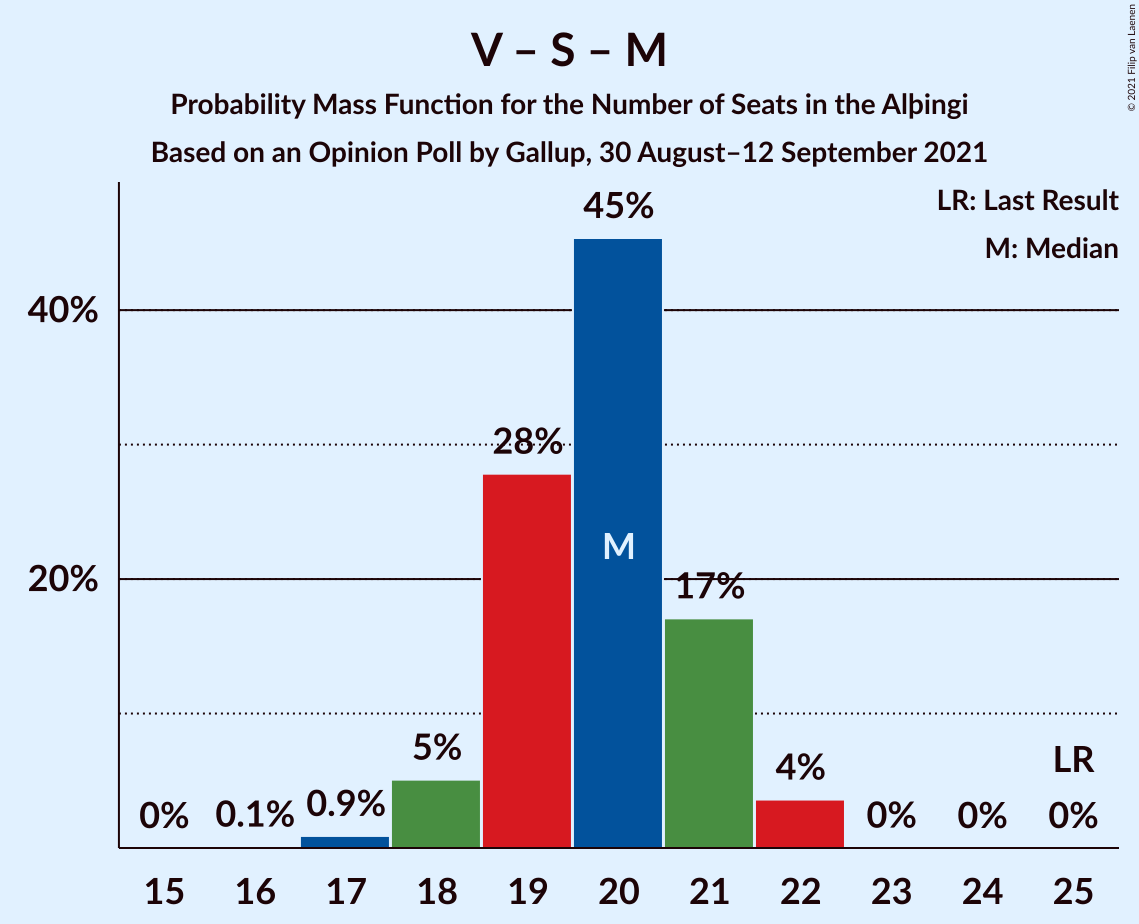 V – S – M
Probability Mass Function for the Number of Seats in the Alþingi
Based on an Opinion Poll by Gallup, 30 August–12 September 2021
© 2021 Filip van Laenen
LR: Last Result
M: Median
45%
40%
28%
M
20%
17%
5%
4%
LR
0%
0.1%
0.9%
0%
0%
0%
15 16 17 18 19 20 21 22 23 24 25